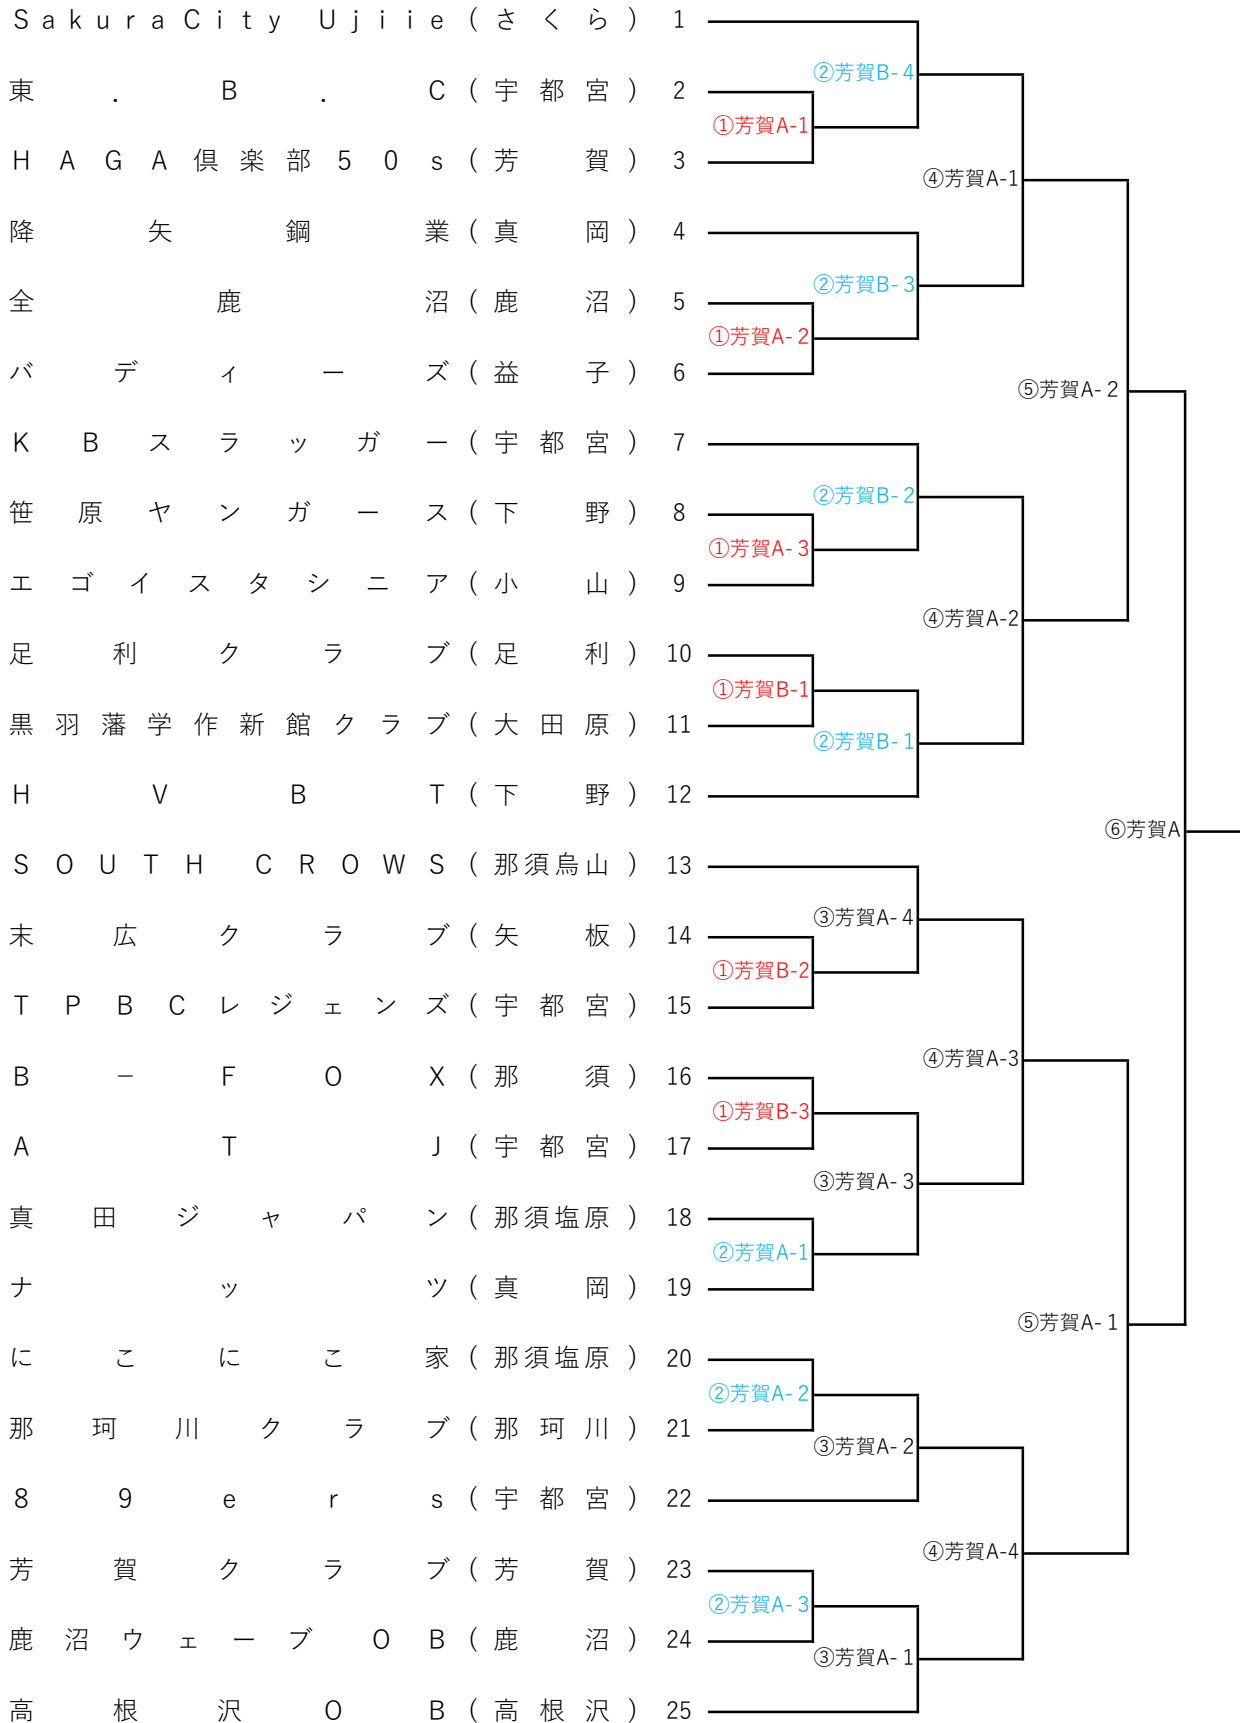 SakuraCity Ujiie(さくら) 1
②芳賀B-4
東.B.C(宇都宮) 2
①芳賀A-1
HAGA倶楽部50s(芳賀) 3
④芳賀A-1
降矢鋼業(真岡) 4
②芳賀B-3
全鹿沼(鹿沼) 5
①芳賀A-2
バディーズ(益子) 6
⑤芳賀A-2
KBスラッガー(宇都宮) 7
②芳賀B-2
笹原ヤンガース(下野) 8
①芳賀A-3
エゴイスタシニア(小山) 9
④芳賀A-2
足利クラブ(足利) 10
①芳賀B-1
黒羽藩学作新館クラブ(大田原) 11
②芳賀B-1
HVBT(下野) 12
⑥芳賀A
SOUTH CROWS(那須烏山) 13
③芳賀A-4
末広クラブ(矢板) 14
①芳賀B-2
TPBCレジェンズ(宇都宮) 15
④芳賀A-3
B－FOX(那須) 16
①芳賀B-3
ATJ(宇都宮) 17
③芳賀A-3
真田ジャパン(那須塩原) 18
②芳賀A-1
ナッツ(真岡) 19
⑤芳賀A-1
にこにこ家(那須塩原) 20
②芳賀A-2
那珂川クラブ(那珂川) 21
③芳賀A-2
89ers(宇都宮) 22
④芳賀A-4
芳賀クラブ(芳賀) 23
②芳賀A-3
鹿沼ウェーブOB(鹿沼) 24
③芳賀A-1
高根沢OB(高根沢) 25